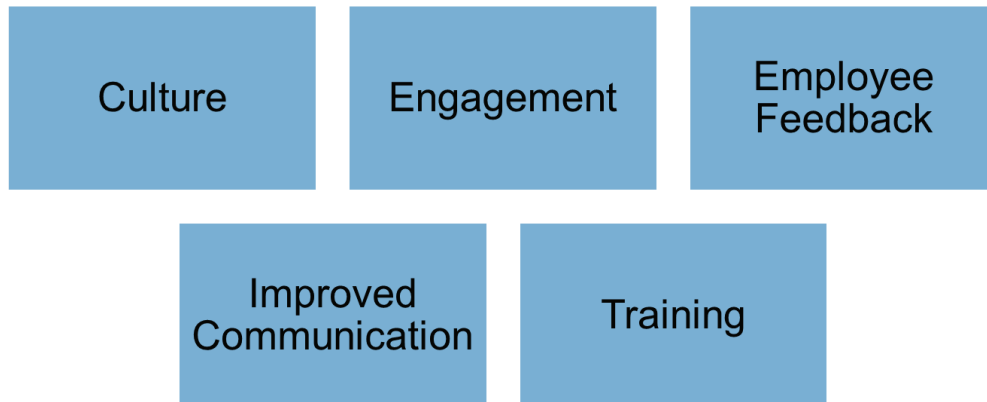 Culture
Engagement
Employee
Feedback
Improved
Communication
Training